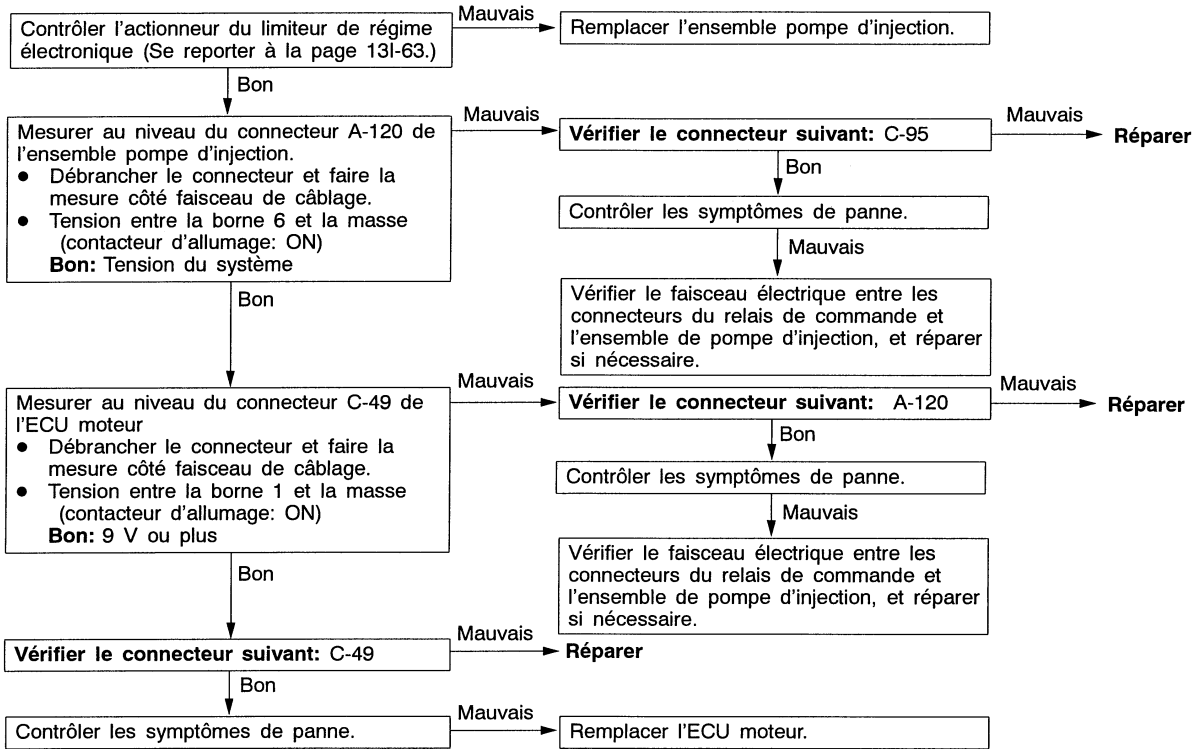 Contrôler l'actionneur du limiteur de régime
électronique (Se reporter à la page 13I-63.)
Mauvais
Remplacer l'ensemble pompe d'injection.
Bon
Mesurer au niveau du connecteur A-120 de
l'ensemble pompe d'injection.
● Débrancher le connecteur et faire la
mesure côté faisceau de câblage.
● Tension entre la borne 6 et la masse
(contacteur d'allumage: ON)
Bon: Tension du système
Mauvais
Vérifier le connecteur suivant: C-95
Mauvais
Réparer
Bon
Contrôler les symptômes de panne.
Mauvais
Vérifier le faisceau électrique entre les
connecteurs du relais de commande et
l'ensemble de pompe d'injection, et réparer
si nécessaire.
Bon
Mesurer au niveau du connecteur C-49 de
l'ECU moteur
● Débrancher le connecteur et faire la
mesure côté faisceau de câblage.
● Tension entre la borne 1 et la masse
(contacteur d'allumage: ON)
Bon: 9 V ou plus
Mauvais
Vérifier le connecteur suivant: A-120
Mauvais
Réparer
Bon
Contrôler les symptômes de panne.
Mauvais
Vérifier le faisceau électrique entre les
connecteurs du relais de commande et
l'ensemble de pompe d'injection, et réparer
si nécessaire.
Bon
Vérifier le connecteur suivant: C-49
Mauvais
Réparer
Bon
Contrôler les symptômes de panne.
Mauvais
Remplacer l'ECU moteur.